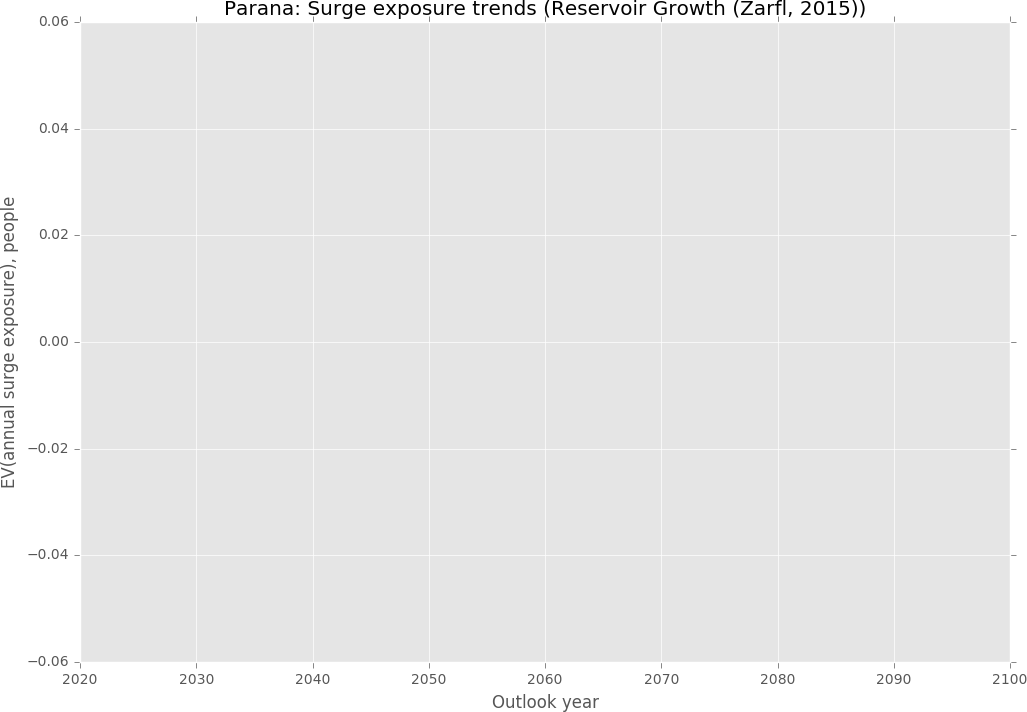 Parana: Surge exposure trends (Reservoir Growth (Zarfl, 2015))
EV(annual surge exposure), people
0.06
0.04
0.02
0.00
−0.02
−0.04
−0.06
2020 2030 2040 2050 2060 2070 2080 2090 2100
Outlook year